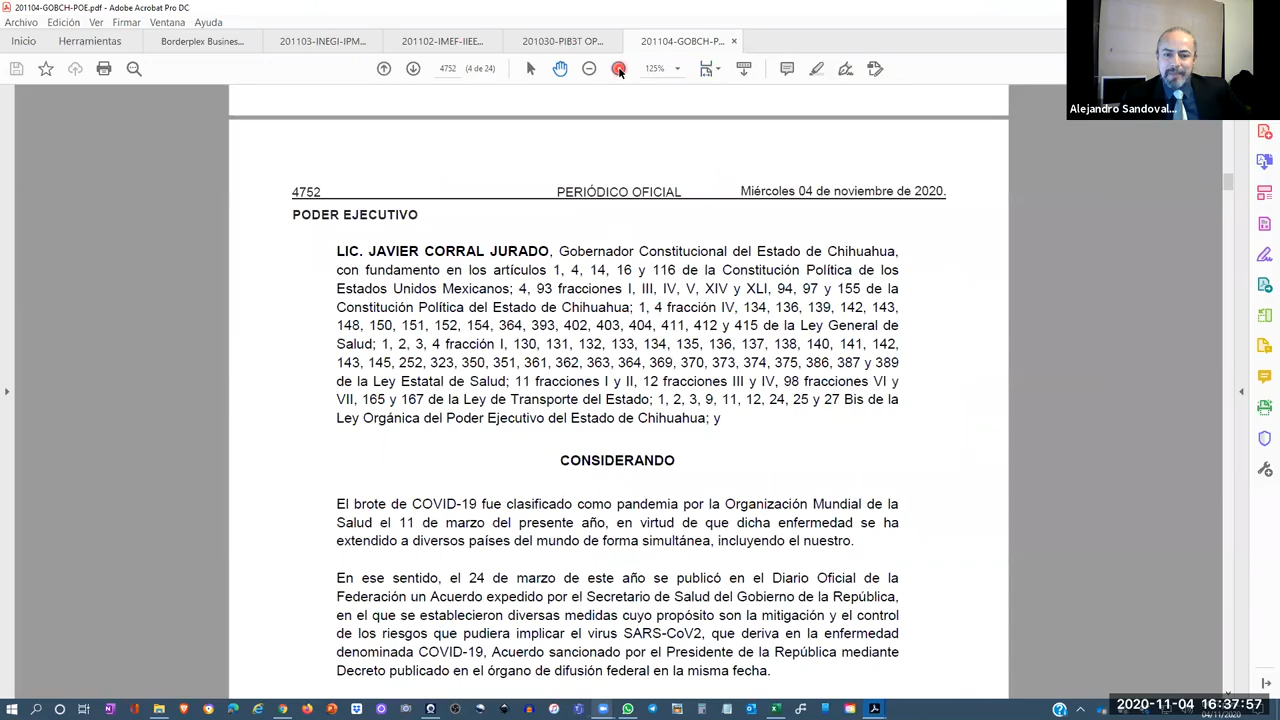 201104-GOBCH-POE.pdf - Adobe Acrobat Pro DC
Archivo Edición Ver Firmar Ventana Ayuda
Inicio Herramientas Borderplex Busines... 201103-INEGI-IPM... 201102-IMEF-IIEE... 201030-PIB3T OP... 201104-GOBCH-P... ×
4752 (4 de 24) 125%
Alejandro Sandoval...
4752 PERIÓDICO OFICIAL Miércoles 04 de noviembre de 2020.
PODER EJECUTIVO
LIC. JAVIER CORRAL JURADO, Gobernador Constitucional del Estado de Chihuahua,
con fundamento en los artículos 1, 4, 14, 16 y 116 de la Constitución Política de los
Estados Unidos Mexicanos; 4, 93 fracciones I, III, IV, V, XIV y XLI, 94, 97 y 155 de la
Constitución Política del Estado de Chihuahua; 1, 4 fracción IV, 134, 136, 139, 142, 143,
148, 150, 151, 152, 154, 364, 393, 402, 403, 404, 411, 412 y 415 de la Ley General de
Salud; 1, 2, 3, 4 fracción I, 130, 131, 132, 133, 134, 135, 136, 137, 138, 140, 141, 142,
143, 145, 252, 323, 350, 351, 361, 362, 363, 364, 369, 370, 373, 374, 375, 386, 387 y 389
de la Ley Estatal de Salud; 11 fracciones I y II, 12 fracciones III y IV, 98 fracciones VI y
VII, 165 y 167 de la Ley de Transporte del Estado; 1, 2, 3, 9, 11, 12, 24, 25 y 27 Bis de la
Ley Orgánica del Poder Ejecutivo del Estado de Chihuahua; y
CONSIDERANDO
El brote de COVID-19 fue clasificado como pandemia por la Organización Mundial de la
Salud el 11 de marzo del presente año, en virtud de que dicha enfermedad se ha
extendido a diversos países del mundo de forma simultánea, incluyendo el nuestro.
En ese sentido, el 24 de marzo de este año se publicó en el Diario Oficial de la
Federación un Acuerdo expedido por el Secretario de Salud del Gobierno de la República,
en el que se establecieron diversas medidas cuyo propósito son la mitigación y el control
de los riesgos que pudiera implicar el virus SARS-CoV2, que deriva en la enfermedad
denominada COVID-19, Acuerdo sancionado por el Presidente de la República mediante
Decreto publicado en el órgano de difusión federal en la misma fecha.
2020-11-04 16:37:57
04/11/2020